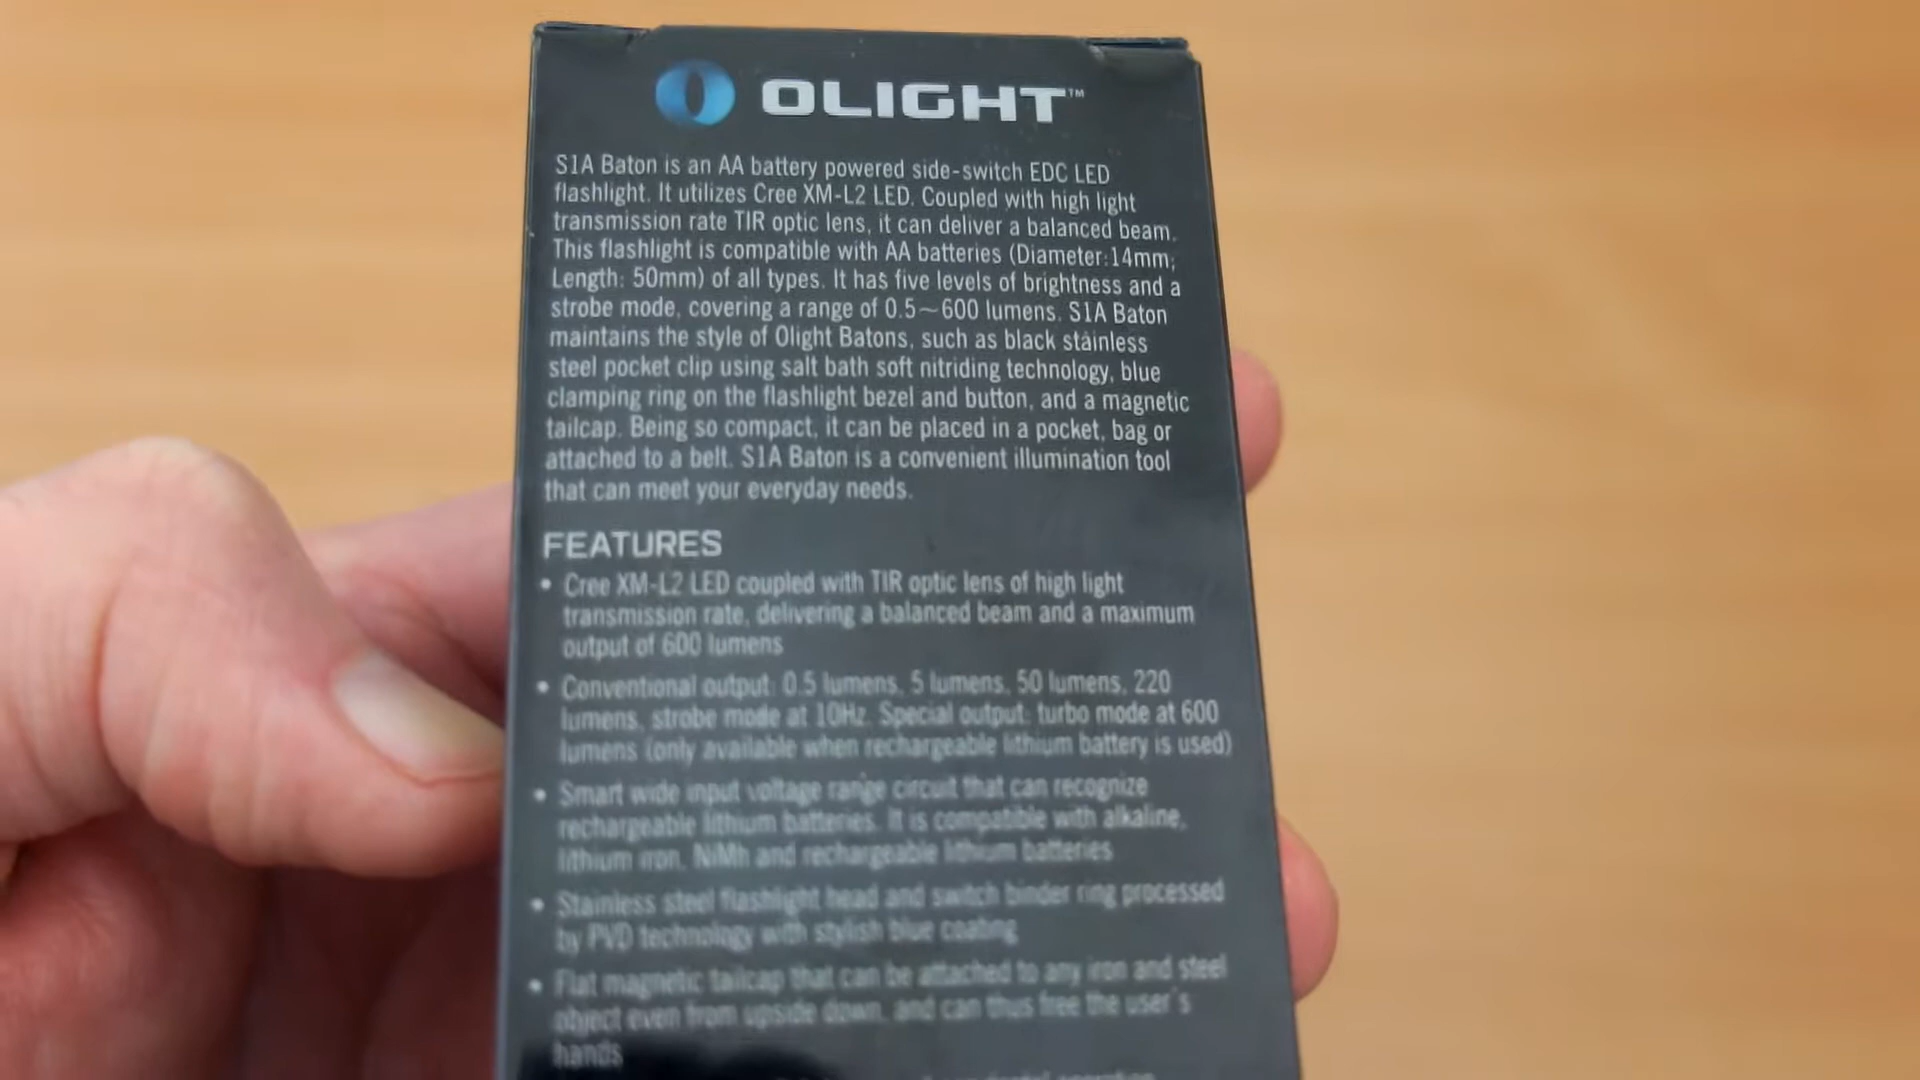 OLIGHT™
S1A Baton is an AA battery powered side-switch EDC LED
flashlight. It utilizes Cree XM-L2 LED. Coupled with high light
transmission rate TIR optic lens, it can deliver a balanced beam.
This flashlight is compatible with AA batteries (Diameter:14mm;
Length: 50mm) of all types. It has five levels of brightness and a
strobe mode, covering a range of 0.5~600 lumens. S1A Baton
maintains the style of Olight Batons, such as black stainless
steel pocket clip using salt bath soft nitriding technology, blue
clamping ring on the flashlight bezel and button, and a magnetic
tailcap. Being so compact, it can be placed in a pocket, bag or
attached to a belt. S1A Baton is a convenient illumination tool
that can meet your everyday needs.
FEATURES
• Cree XM-L2 LED coupled with TIR optic lens of high light
transmission rate, delivering a balanced beam and a maximum
output of 600 lumens
• Conventional output: 0.5 lumens, 5 lumens, 50 lumens, 220
lumens, strobe mode at 10Hz. Special output: turbo mode at 600
lumens (only available when rechargeable lithium battery is used)
• Smart wide input voltage range circuit that can recognize
rechargeable lithium batteries. It is compatible with alkaline,
lithium iron, NiMh and rechargeable lithium batteries
• Stainless steel flashlight head and switch binder ring processed
by PVD technology with stylish blue coating
• Flat magnetic tailcap that can be attached to any iron and steel
object even from upside down, and can thus free the user's
hands